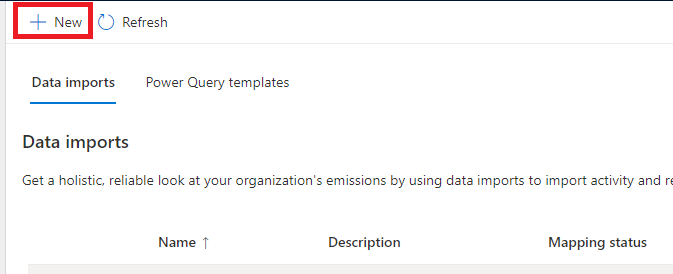 New Refresh
Data imports Power Query templates
Data imports
Get a holistic, reliable look at your organization's emissions by using data imports to import activity and
Name ↑ Description Mapping status